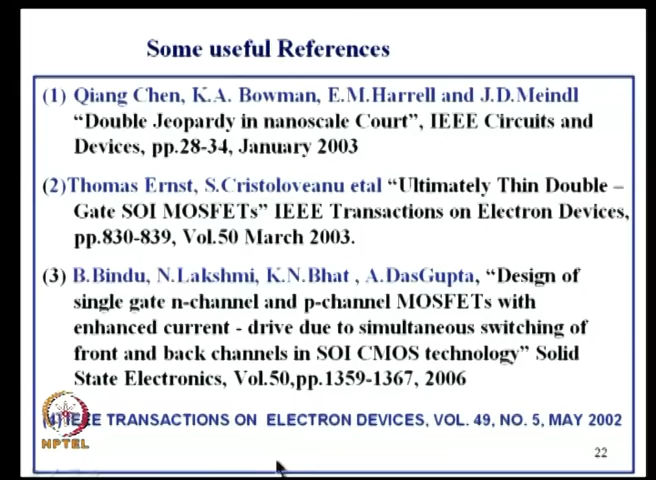 Some useful References
(1) Qiang Chen, K.A. Bowman, E.M.Harrell and J.D.Meindl
“Double Jeopardy in nanoscale Court”, IEEE Circuits and
Devices, pp.28-34, January 2003
(2)Thomas Ernst, S.Cristoloveanu etal “Ultimately Thin Double –
Gate SOI MOSFETs” IEEE Transactions on Electron Devices,
pp.830-839, Vol.50 March 2003.
(3) B.Bindu, N.Lakshmi, K.N.Bhat , A.DasGupta, “Design of
single gate n-channel and p-channel MOSFETs with
enhanced current - drive due to simultaneous switching of
front and back channels in SOI CMOS technology” Solid
State Electronics, Vol.50,pp.1359-1367, 2006
(4)IEEE TRANSACTIONS ON ELECTRON DEVICES, VOL. 49, NO. 5, MAY 2002
NPTEL
22